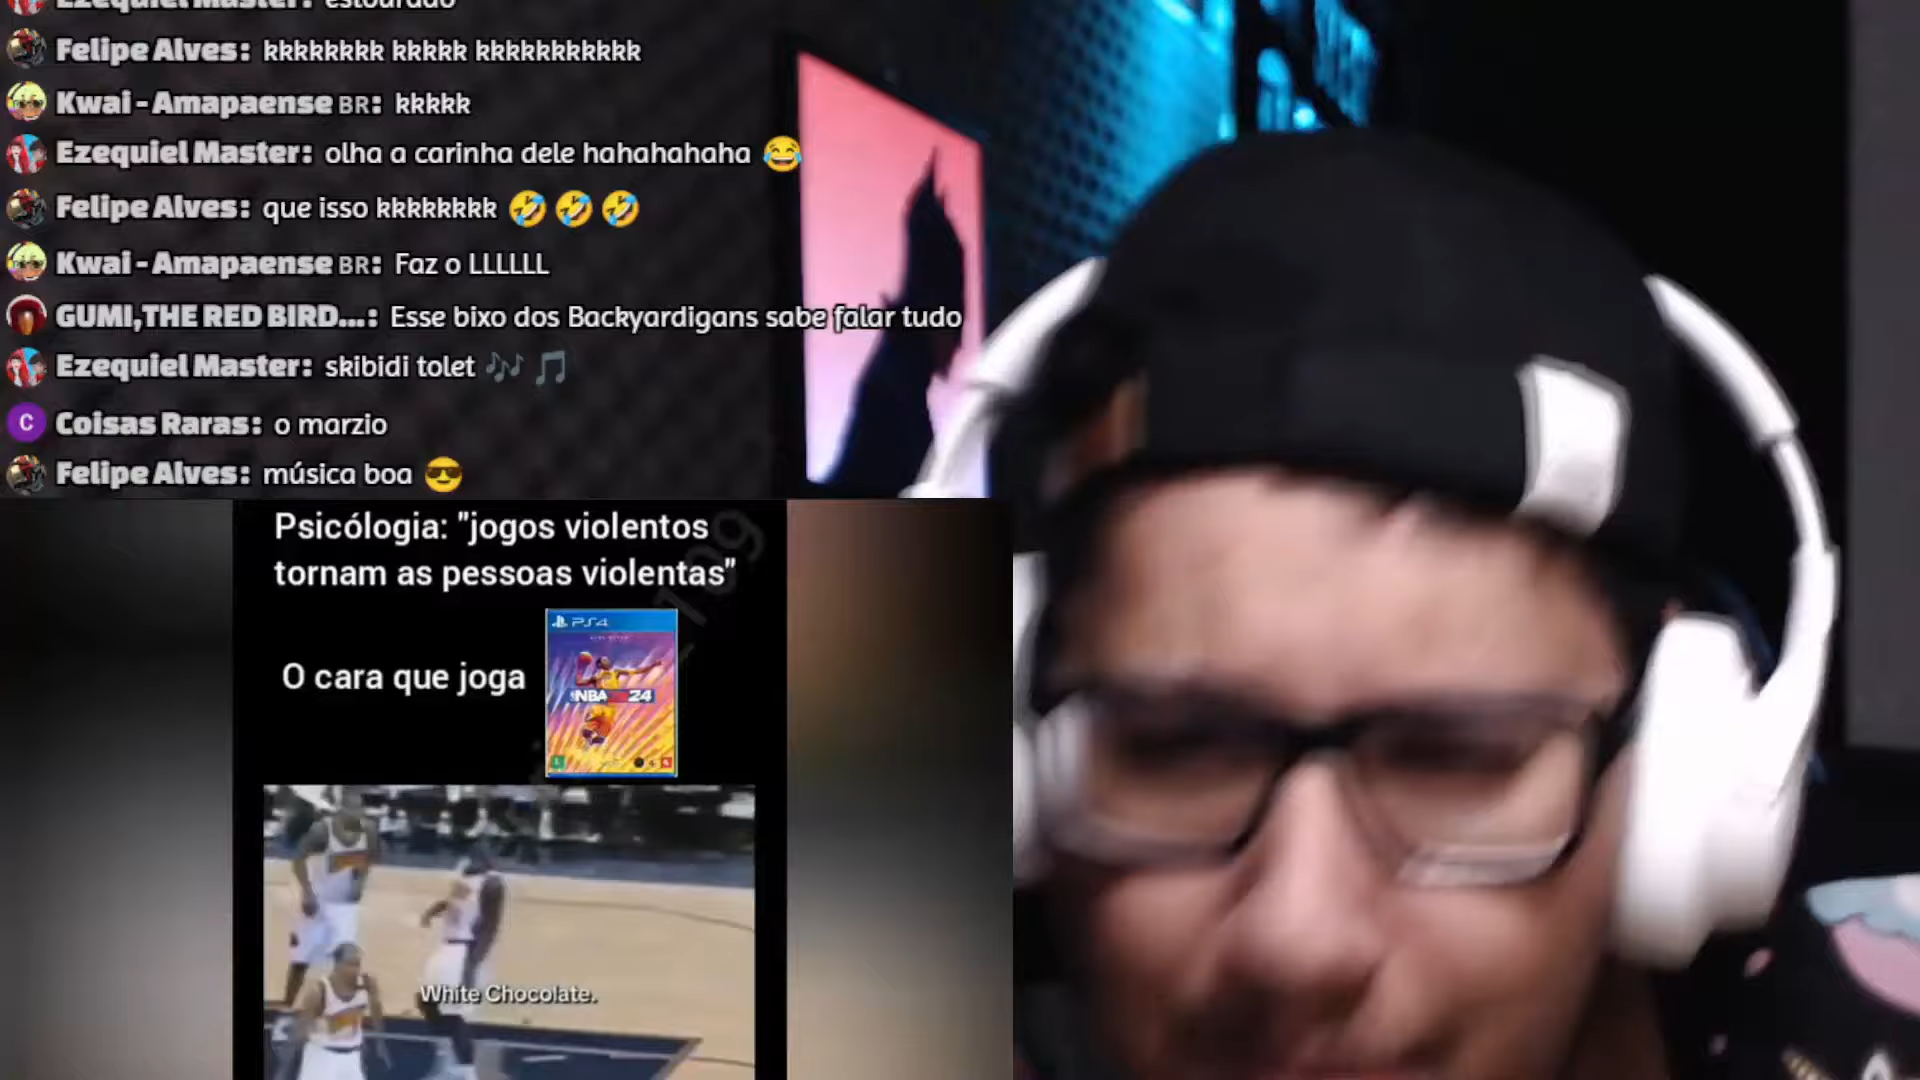 Ezequiel Master: estourado
Felipe Alves: kkkkkkkk kkkkk kkkkkkkkkkk
Kwai - Amapaense BR: kkkkk
Ezequiel Master: olha a carinha dele hahahahaha 😂
Felipe Alves: que isso kkkkkkkk 🤣 🤣 🤣
Kwai - Amapaense BR: Faz o LLLLLL
GUMI,THE RED BIRD...: Esse bixo dos Backyardigans sabe falar tudo
Ezequiel Master: skibidi tolet 🎶 🎵
C Coisas Raras: o marzio
Felipe Alves: música boa 😎
Psicólogia: "jogos violentos
tornam as pessoas violentas"
PS4
O cara que joga
NBA 24
White Chocolate.